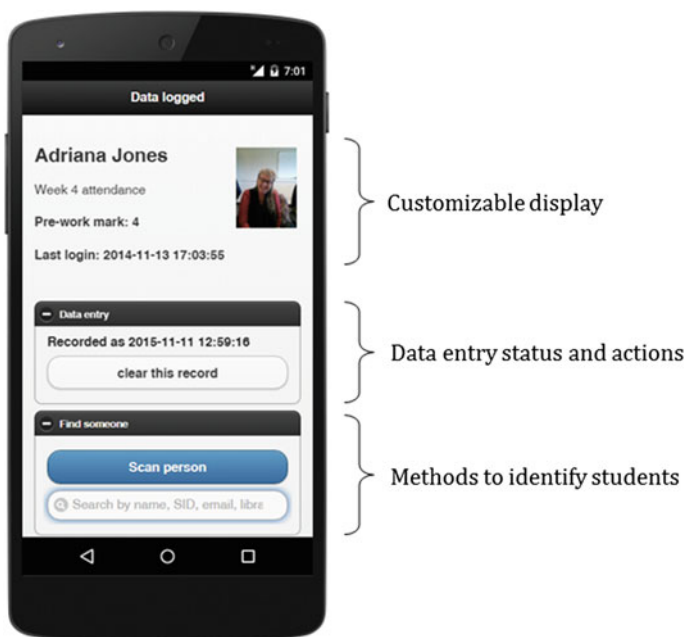 7:01
Data logged
Adriana Jones
Week 4 attendance
Pre-work mark: 4
Last login: 2014-11-13 17:03:55
Customizable display
Data entry
Recorded as 2015-11-11 12:59:16
clear this record
Data entry status and actions
Find someone
Scan person
Search by name, SID, email, libra
Methods to identify students